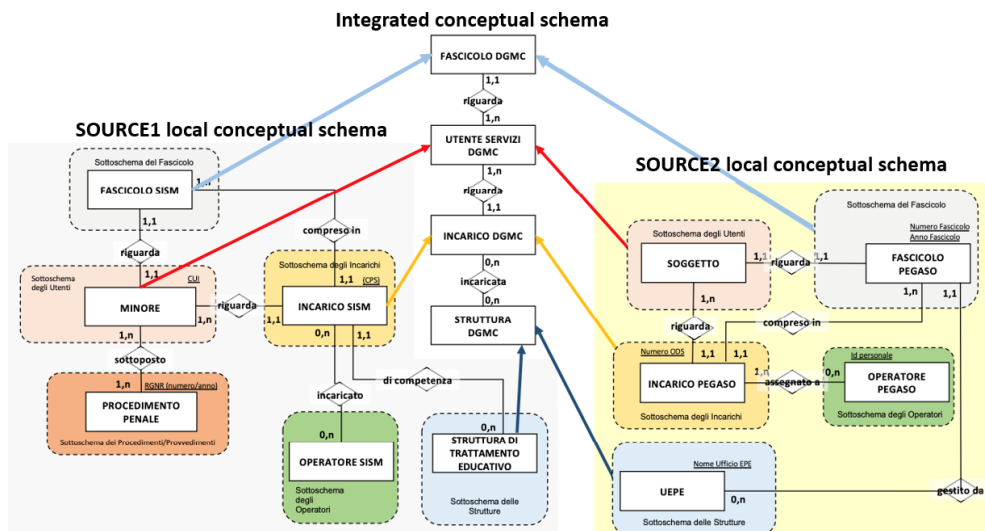 Integrated conceptual schema
FASCICOLO DGMC
1,1
riguarda
1,n
UTENTE SERVIZI
DGMC
1,n
riguarda
1,1
INCARICO DGMC
0,n
incaricata
0,n
STRUTTURA
DGMC
SOURCE1 local conceptual schema
Sottoschema del Fascicolo
FASCICOLO SISM
1,n
1,1
riguarda
1,1
compreso in
1,1
Sottoschema
degli Utenti
CUI
MINORE
1,n
1,n
riguarda
1,1
Sottoschema degli Incarichi
(CPS)
INCARICO SISM
0,n
1,1
sottoposto
1,n
RGNR (numero/anno)
PROCEDIMENTO
PENALE
Sottoschema dei Procedimenti/Provvedimenti
incaricato
0,n
OPERATORE SISM
Sottoschema
degli
Operatori
di competenza
0,n
STRUTTURA DI
TRATTAMENTO
EDUCATIVO
Sottoschema delle
Strutture
SOURCE2 local conceptual schema
Sottoschema degli Utenti
SOGGETTO
1,1
riguarda
1,1
1,n
Sottoschema del Fascicolo
Numero Fascicolo
Anno Fascicolo
FASCICOLO
PEGASO
1,n
1,1
riguarda
compreso in
Numero ODS
1,1
1,1
INCARICO PEGASO
1,n
assegnato a
Sottoschema degli Incarichi
Id personale
0,n
OPERATORE
PEGASO
Sottoschema degli Operatori
Nome Ufficio EPE
UEPE
0,n
gestito da
Sottoschema delle Strutture